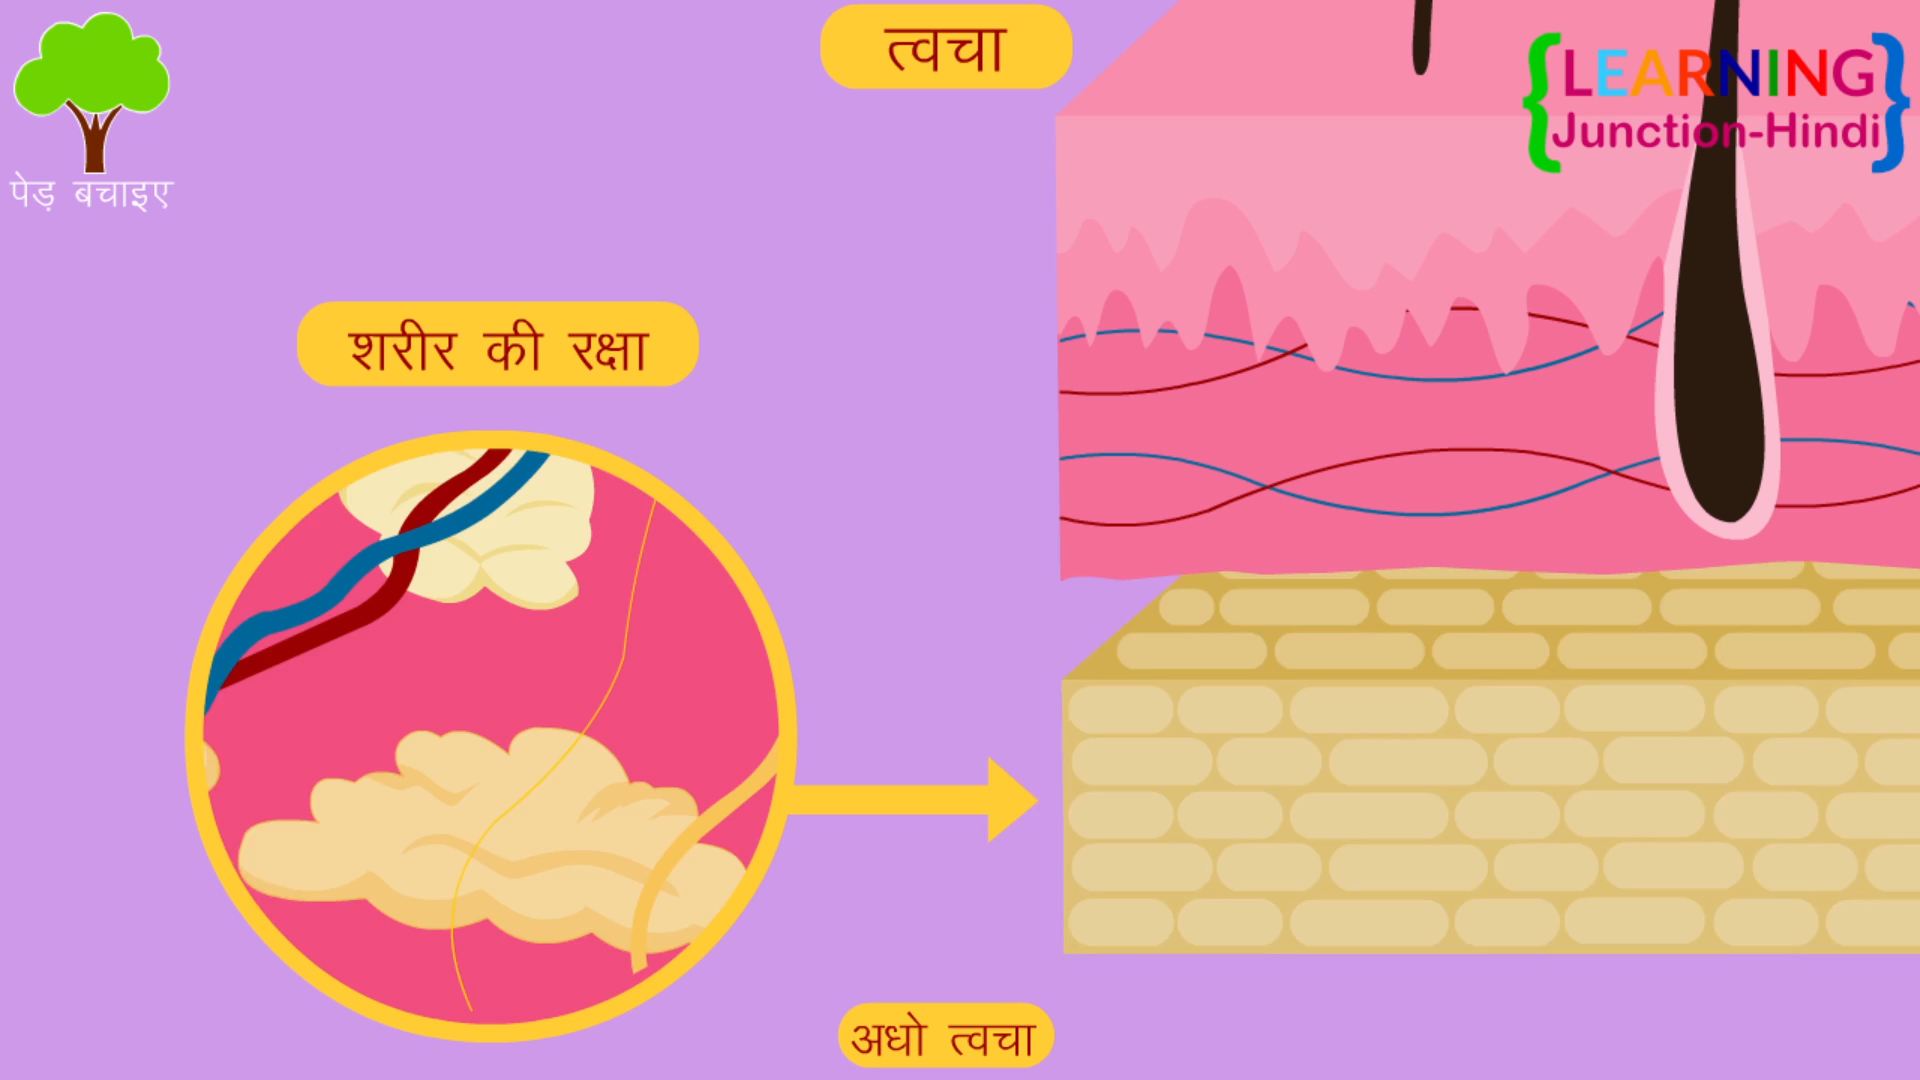 त्वचा
{LEARNING
Junction-Hindi}
पेड़ बचाइए
शरीर की रक्षा
अधो त्वचा